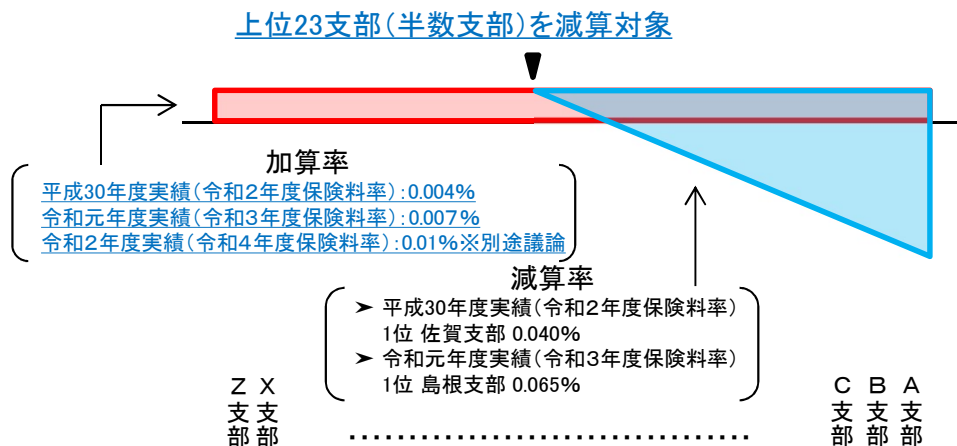 上位23支部(半数支部)を減算対象
加算率
平成30年度実績(令和2年度保険料率):0.004%
令和元年度実績(令和3年度保険料率):0.007%
令和2年度実績(令和4年度保険料率):0.01%※別途議論
減算率
➤ 平成30年度実績(令和2年度保険料率)
1位 佐賀支部 0.040%
➤ 令和元年度実績(令和3年度保険料率)
1位 島根支部 0.065%
Z支部
X支部
‥‥‥‥‥‥‥‥‥‥‥‥‥‥
C支部
B支部
A支部